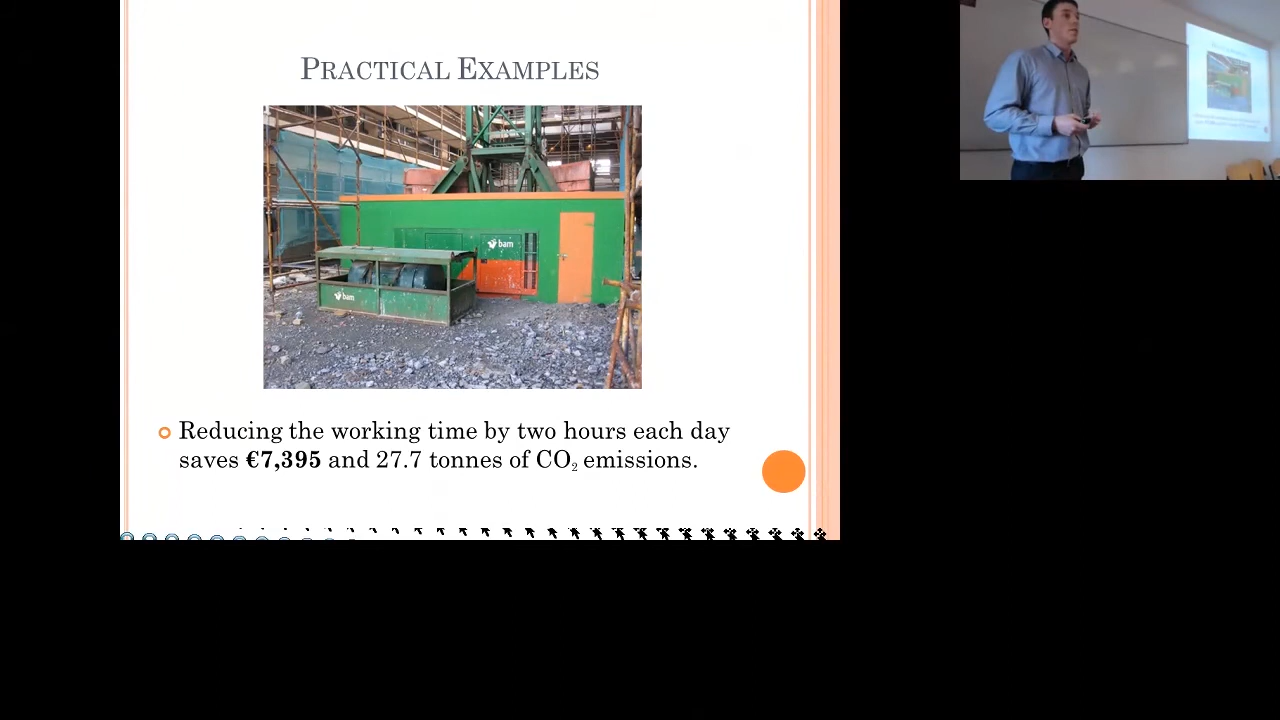 PRACTICAL EXAMPLES
bam
bam
Reducing the working time by two hours each day
saves €7,395 and 27.7 tonnes of CO₂ emissions.